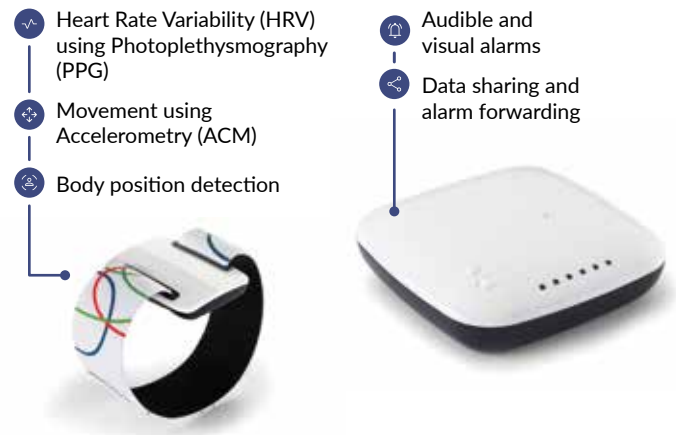 Heart Rate Variability (HRV)
using Photoplethysmography
(PPG)
Movement using
Accelerometry (ACM)
Body position detection
Audible and
visual alarms
Data sharing and
alarm forwarding